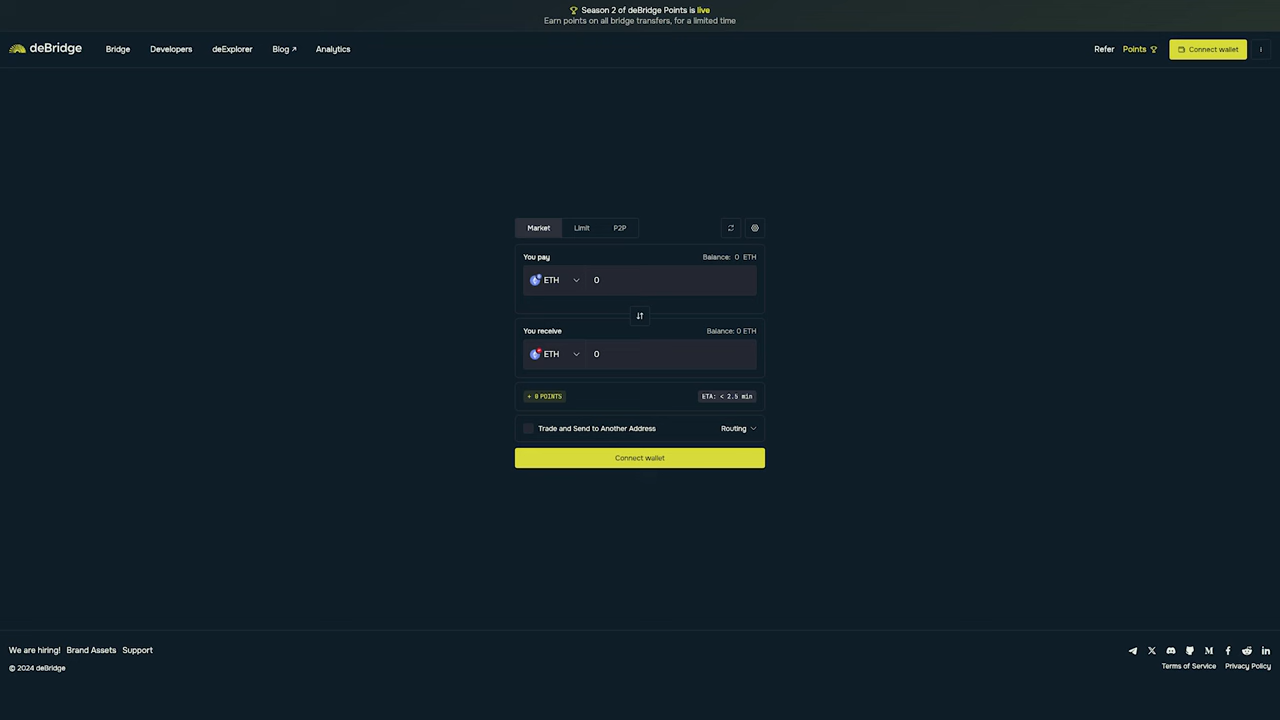 Season 2 of deBridge Points is live
Earn points on all bridge transfers, for a limited time
deBridge Bridge Developers deExplorer Blog ↗ Analytics Refer Points Connect wallet
Market Limit P2P
You pay Balance: 0 ETH
ETH 0
You receive Balance: 0 ETH
ETH 0
+ 0 POINTS ETA: < 2.5 min
Trade and Send to Another Address Routing
Connect wallet
We are hiring! Brand Assets Support
© 2024 deBridge Terms of Service Privacy Policy